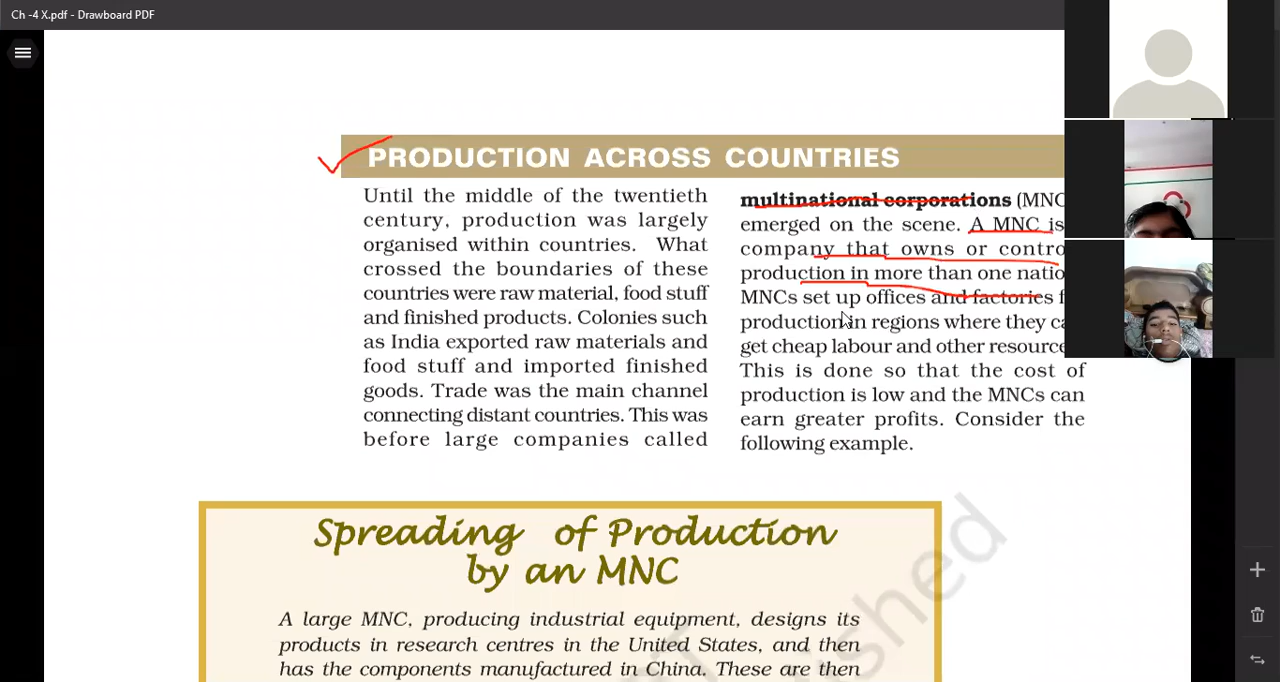 Ch -4 X.pdf - Drawboard PDF
PRODUCTION ACROSS COUNTRIES
Until the middle of the twentieth
century, production was largely
organised within countries. What
crossed the boundaries of these
countries were raw material, food stuff
and finished products. Colonies such
as India exported raw materials and
food stuff and imported finished
goods. Trade was the main channel
connecting distant countries. This was
before large companies called
multinational corporations (MNC
emerged on the scene. A MNC is
company that owns or contro
production in more than one natio
MNCs set up offices and factories f
production in regions where they ca
get cheap labour and other resource
This is done so that the cost of
production is low and the MNCs can
earn greater profits. Consider the
following example.
Spreading of Production
by an MNC
A large MNC, producing industrial equipment, designs its
products in research centres in the United States, and then
has the components manufactured in China. These are then